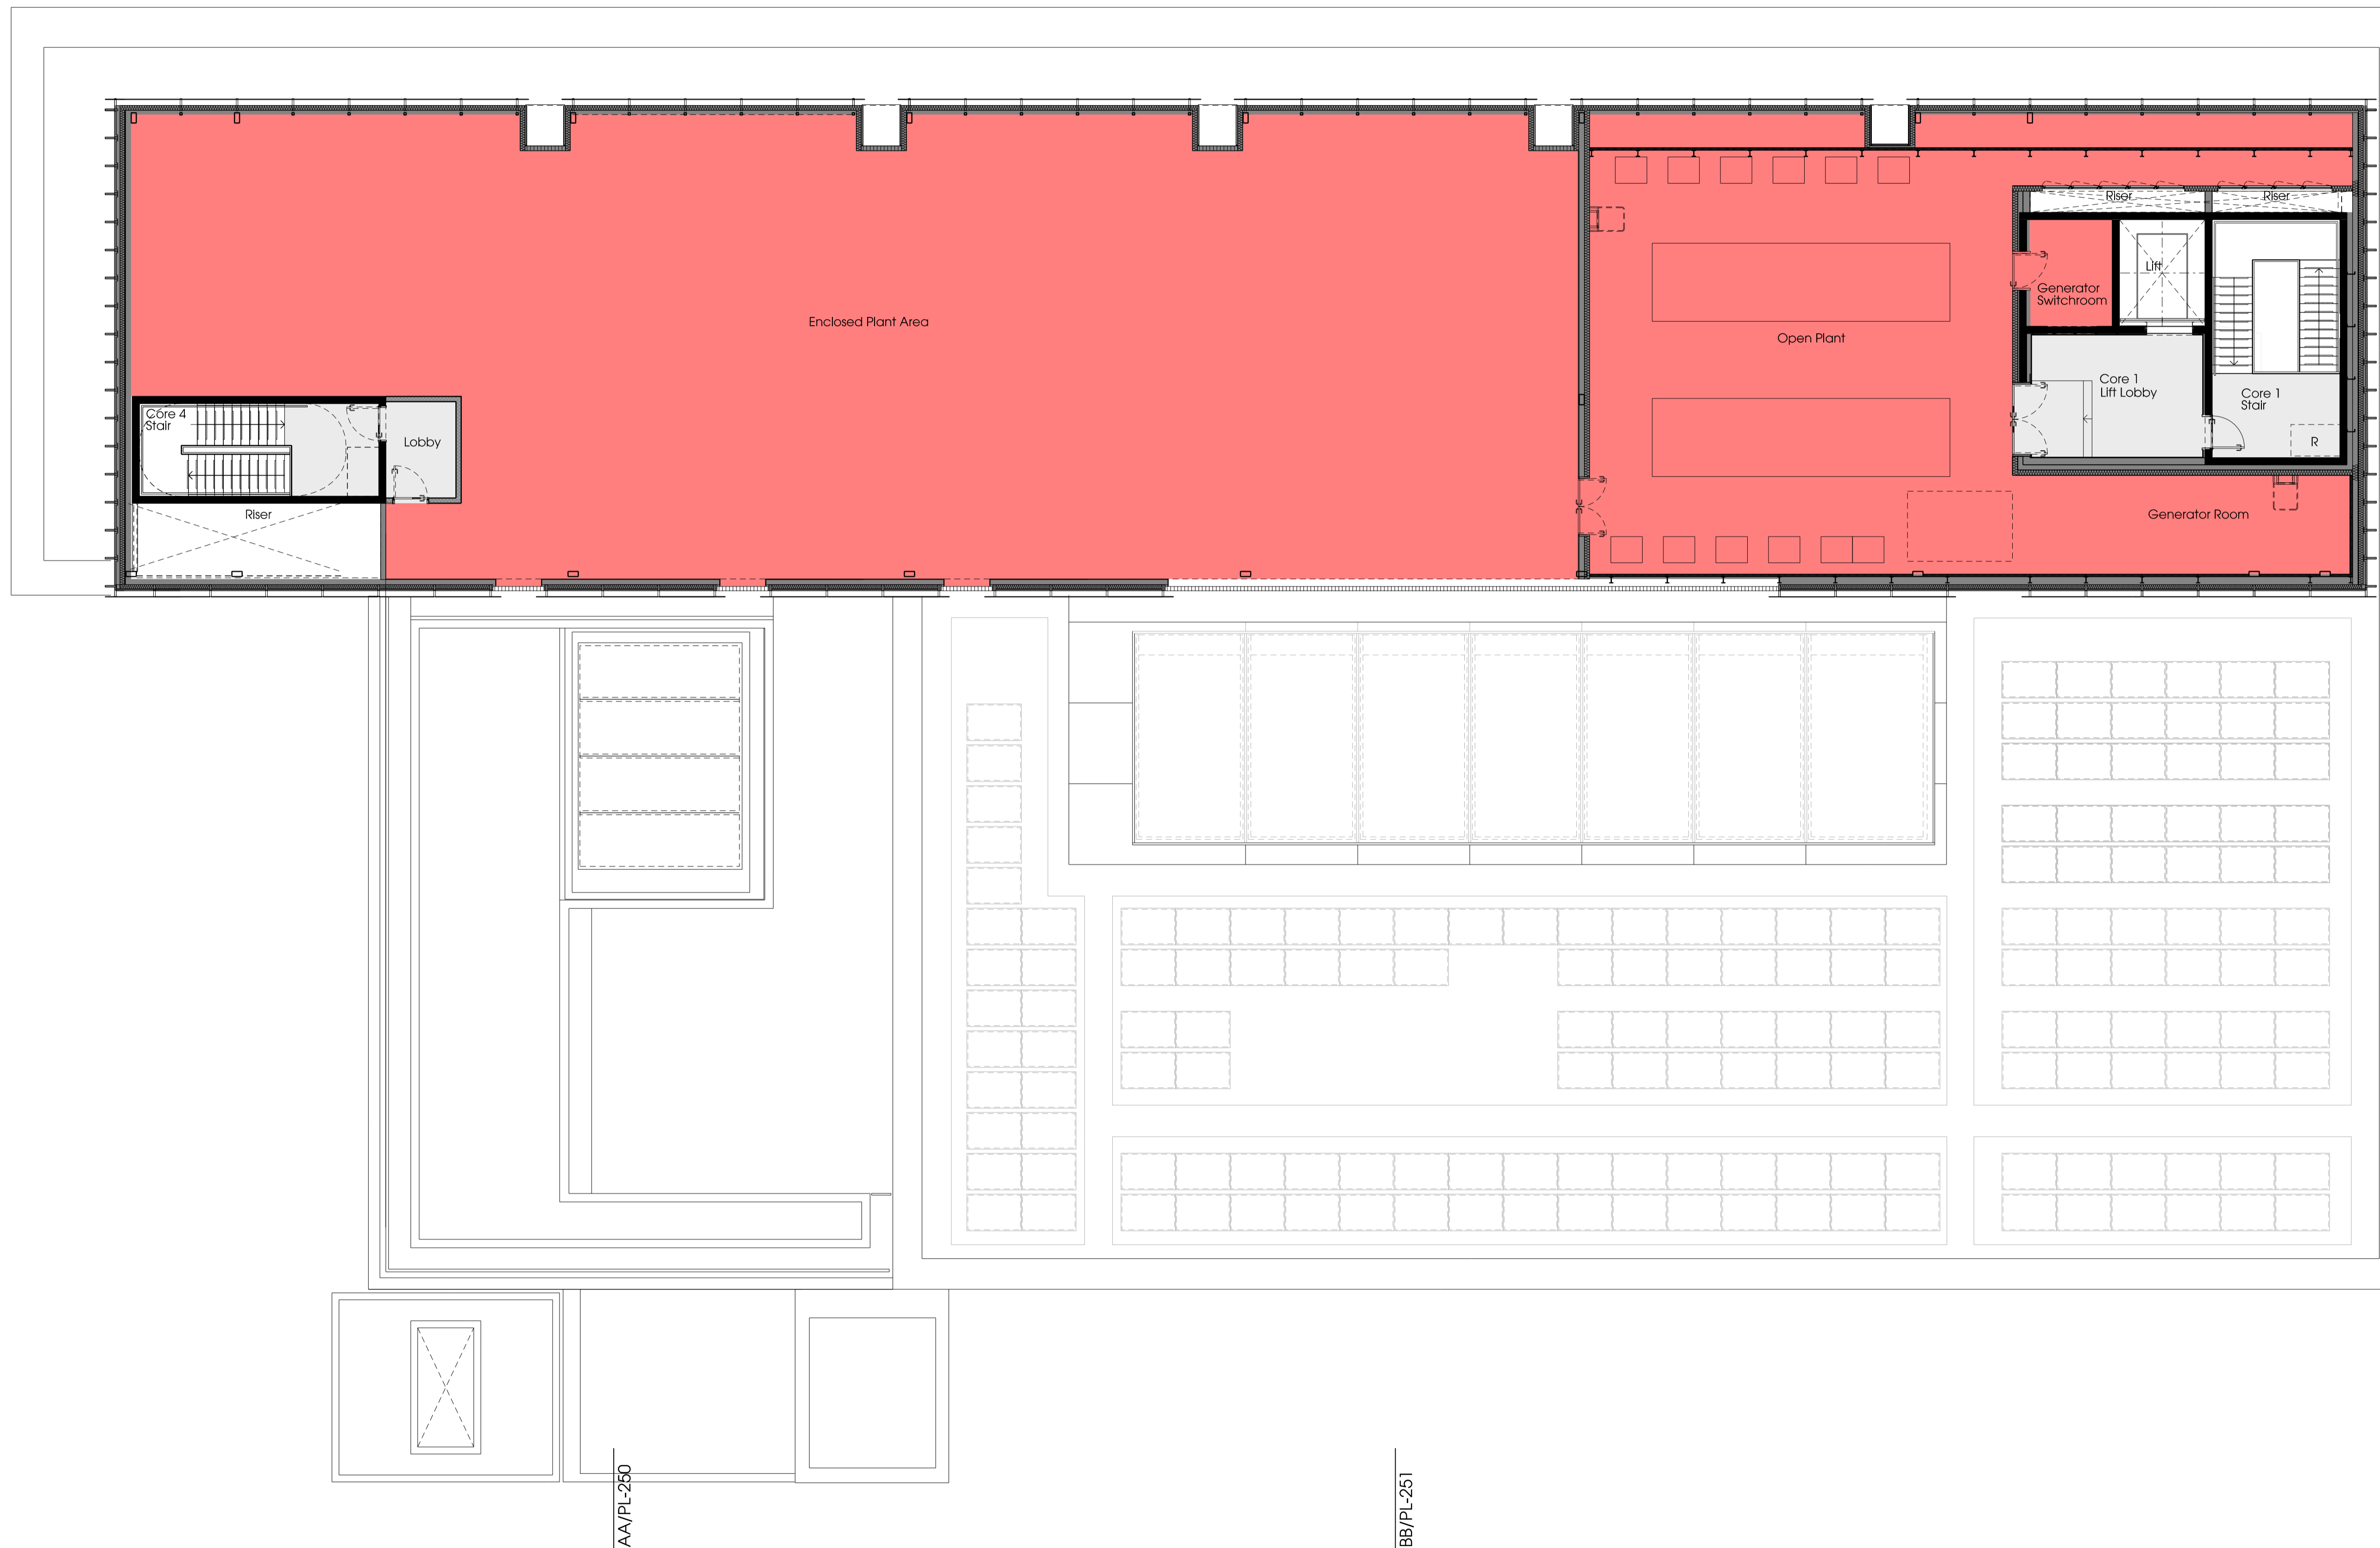 Riser
Riser
Lift
Generator
Switchroom
Enclosed Plant Area
Open Plant
Core 1
Lift Lobby
Core 1
Stair
R
Core 4
Stair
Lobby
Riser
Generator Room
AA/PL-250
BB/PL-251